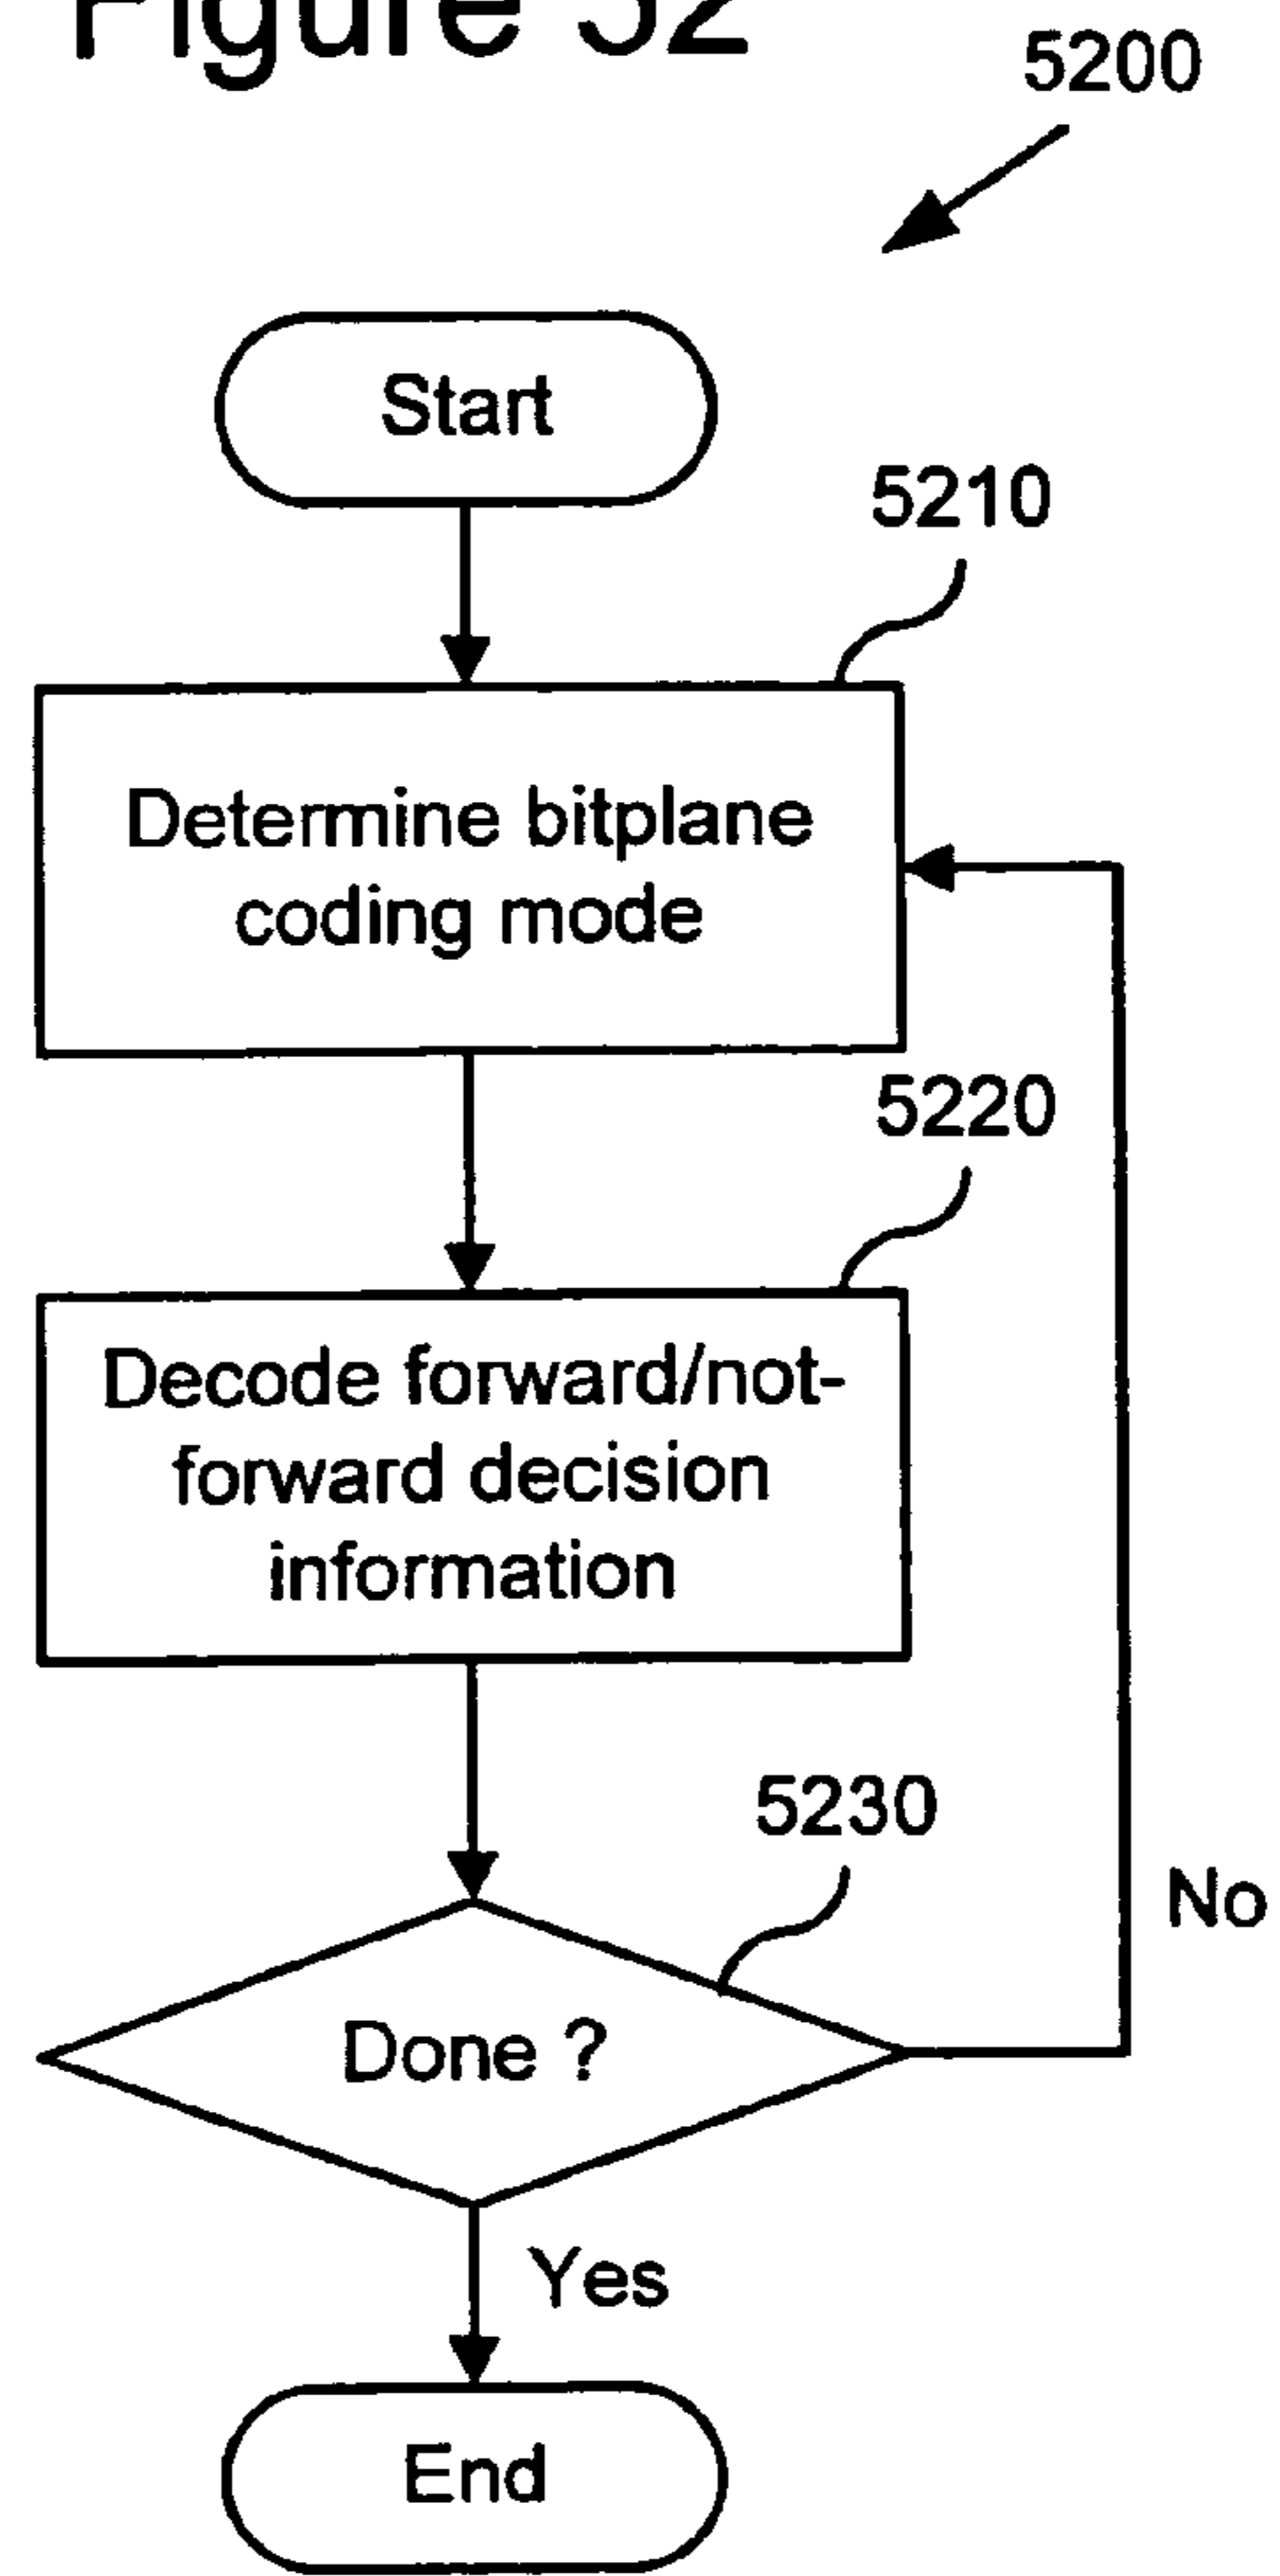 Figure 52
5200
Start
5210
Determine bitplane
coding mode
5220
Decode forward/not-
forward decision
information
5230
No
Done ?
Yes
End